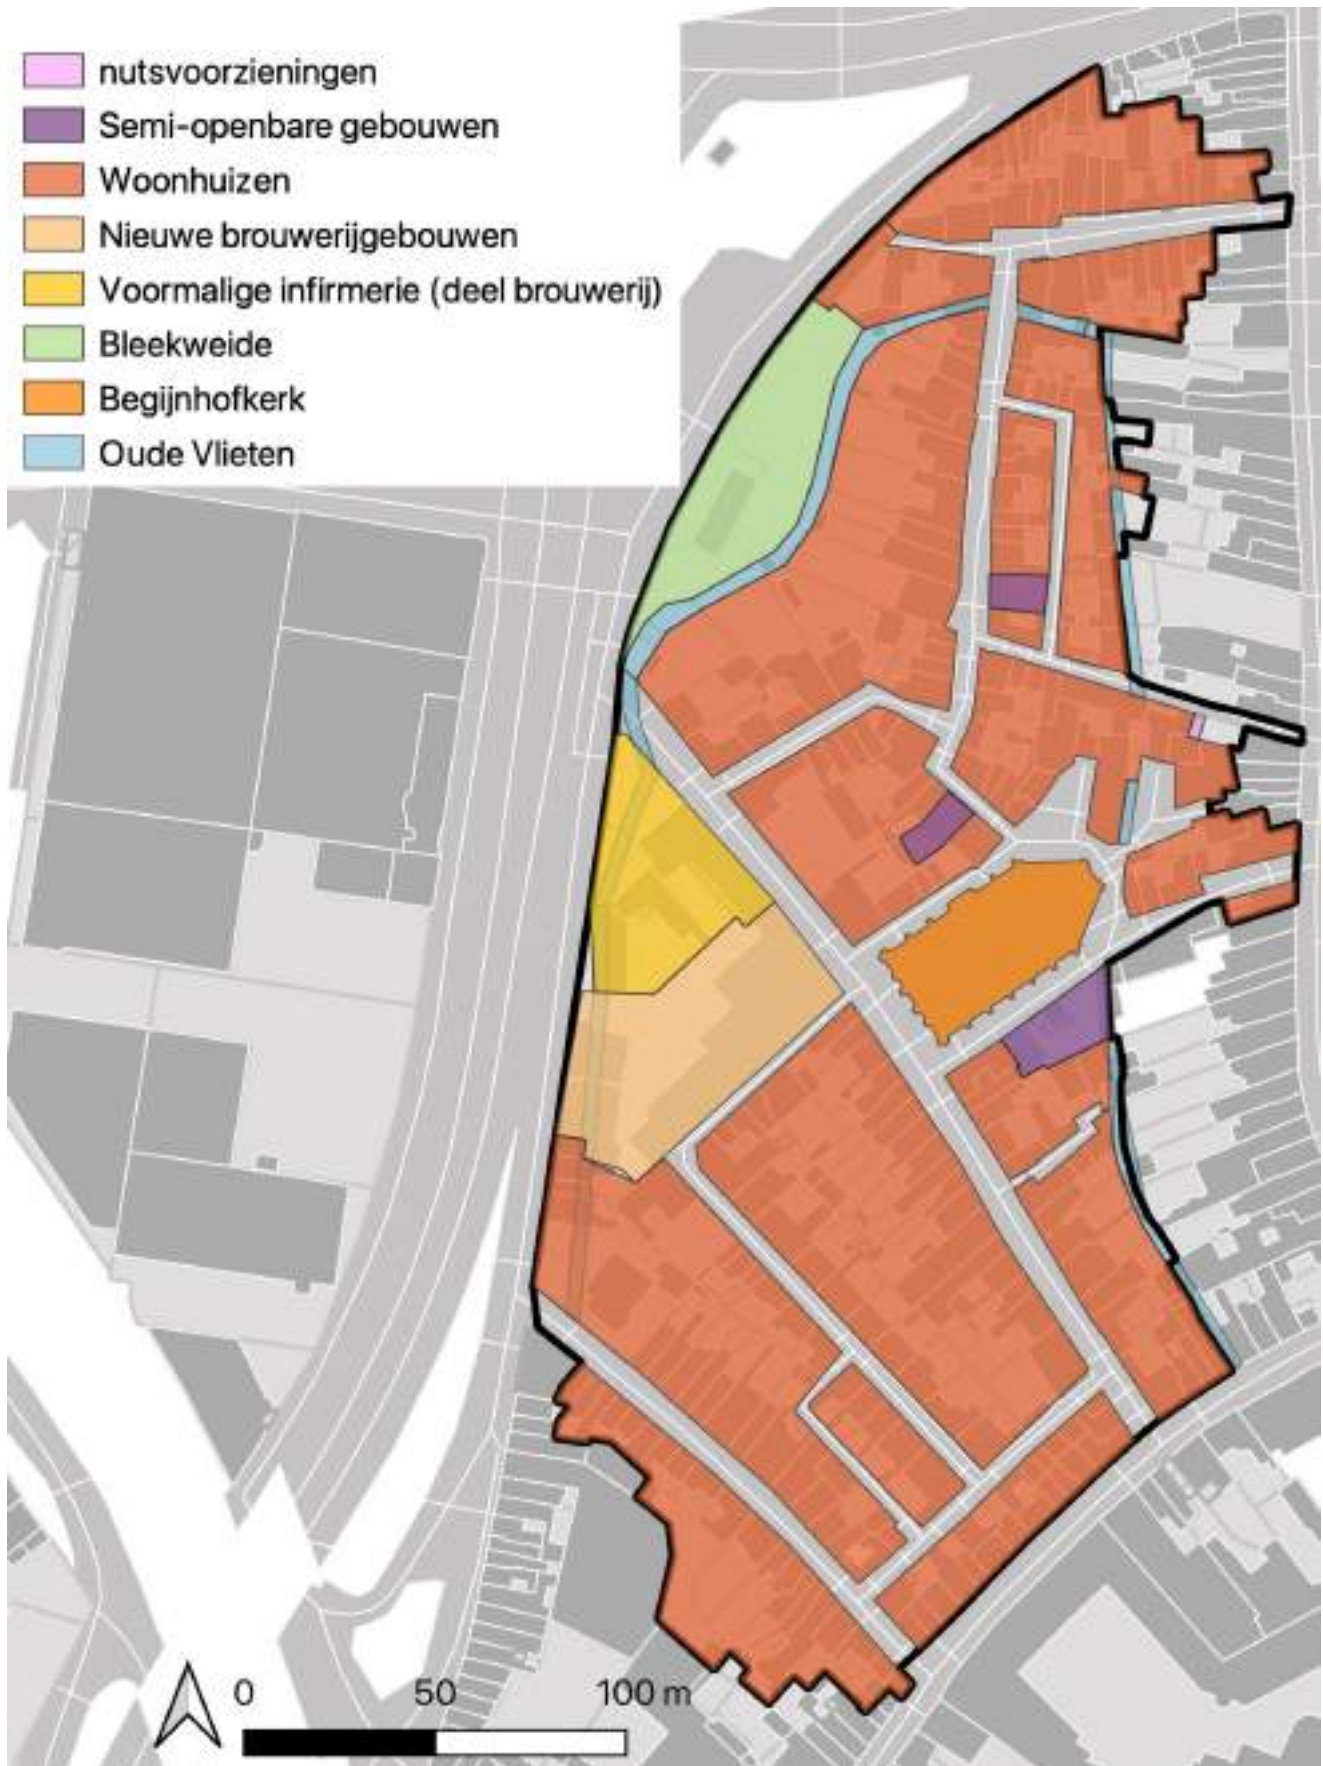 nutsvoorzieningen
Semi-openbare gebouwen
Woonhuizen
Nieuwe brouwerijgebouwen
Voormalige infirmerie (deel brouwerij)
Bleekweide
Begijnhofkerk
Oude Vlieten
0 50 100 m